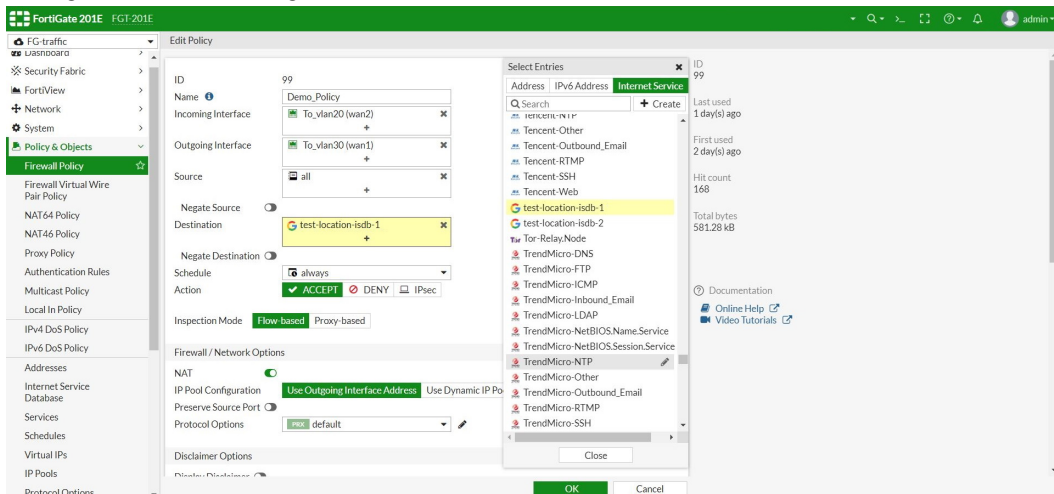 FortiGate 201E FGT-201E
admin
FG-traffic
Dashboard
Security Fabric
FortiView
Network
System
Policy & Objects
Firewall Policy
Firewall Virtual Wire
Pair Policy
NAT64 Policy
NAT46 Policy
Proxy Policy
Authentication Rules
Multicast Policy
Local In Policy
IPv4 DoS Policy
IPv6 DoS Policy
Addresses
Internet Service
Database
Services
Schedules
Virtual IPs
IP Pools
Protocol Options
Edit Policy
ID 99
Name Demo_Policy
Incoming Interface To_vlan20 (wan2)
+
Outgoing Interface To_vlan30 (wan1)
+
Source all
+
Negate Source
Destination test-location-isdb-1
+
Negate Destination
Schedule always
Action ACCEPT DENY IPsec
Inspection Mode Flow-based Proxy-based
Firewall / Network Options
NAT
IP Pool Configuration Use Outgoing Interface Address Use Dynamic IP Po
Preserve Source Port
Protocol Options PRX default
Disclaimer Options
Display Disclaimer
Select Entries
Address IPv6 Address Internet Service
Search + Create
Tencent-NTP
Tencent-Other
Tencent-Outbound_Email
Tencent-RTMP
Tencent-SSH
Tencent-Web
test-location-isdb-1
test-location-isdb-2
Tor Tor-Relay.Node
TrendMicro-DNS
TrendMicro-FTP
TrendMicro-ICMP
TrendMicro-Inbound_Email
TrendMicro-LDAP
TrendMicro-NetBIOS.Name.Service
TrendMicro-NetBIOS.Session.Service
TrendMicro-NTP
TrendMicro-Other
TrendMicro-Outbound_Email
TrendMicro-RTMP
TrendMicro-SSH
Close
OK Cancel
ID
99
Last used
1 day(s) ago
First used
2 day(s) ago
Hit count
168
Total bytes
581.28 kB
Documentation
Online Help
Video Tutorials